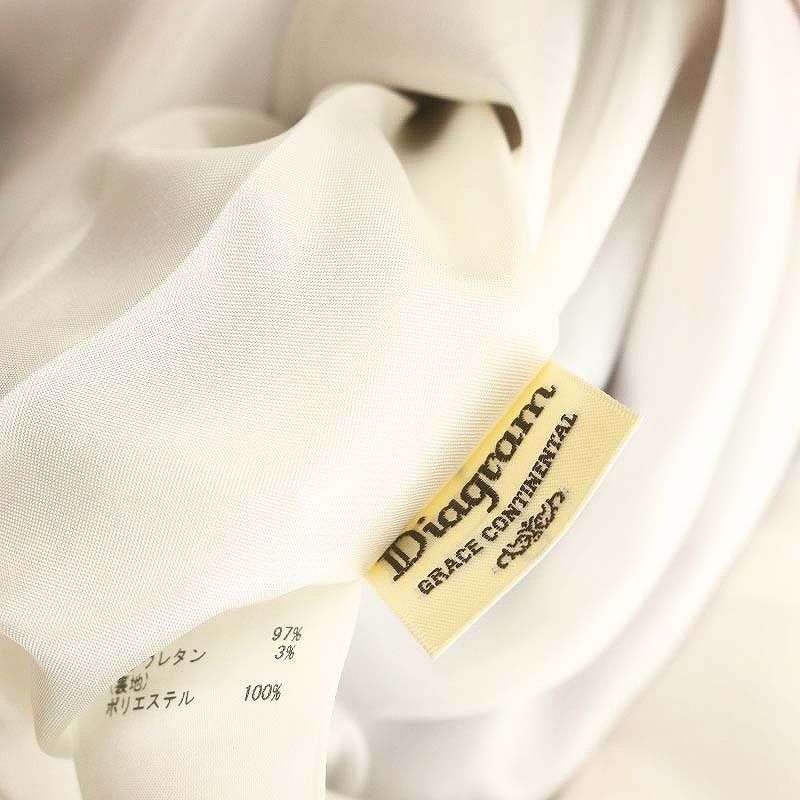 Diagram
GRACE CONTINENTAL
97%
レタン 3%
(裏地)
ポリエステル 100%